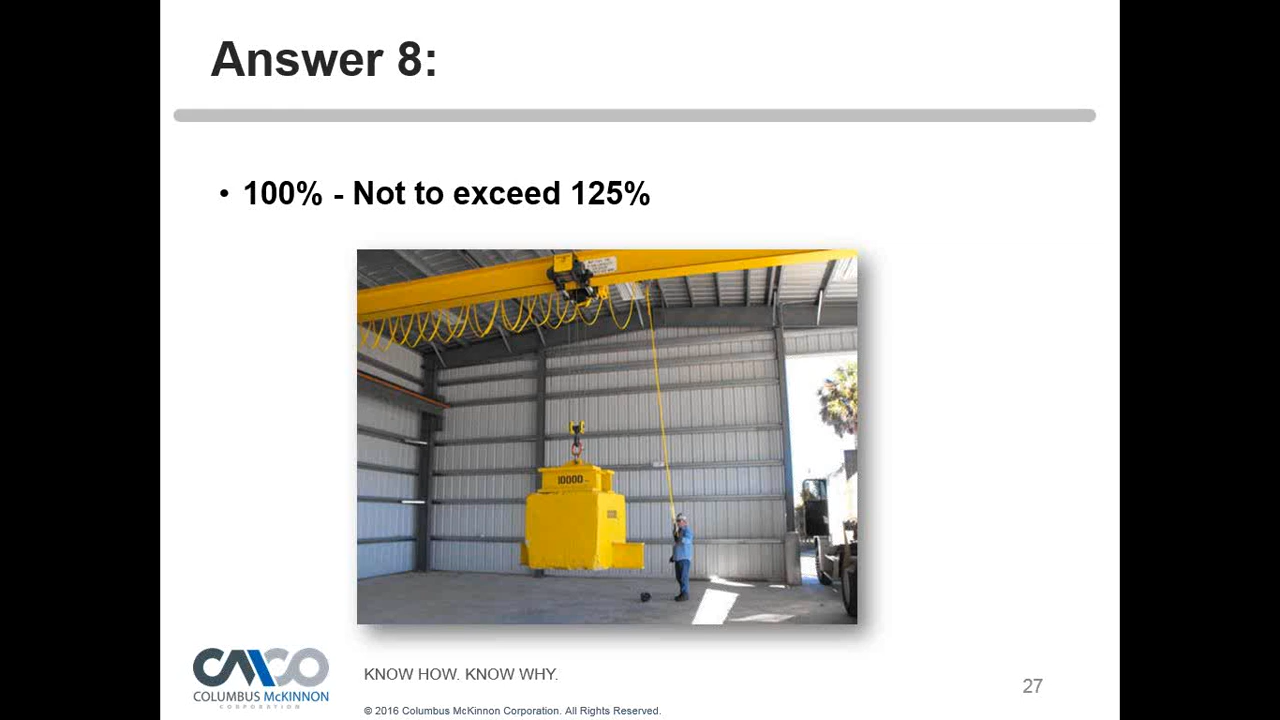 Answer 8:
• 100% - Not to exceed 125%
10000
CMCO
COLUMBUS McKINNON
CORPORATION
KNOW HOW. KNOW WHY.
© 2016 Columbus McKinnon Corporation. All Rights Reserved.
27